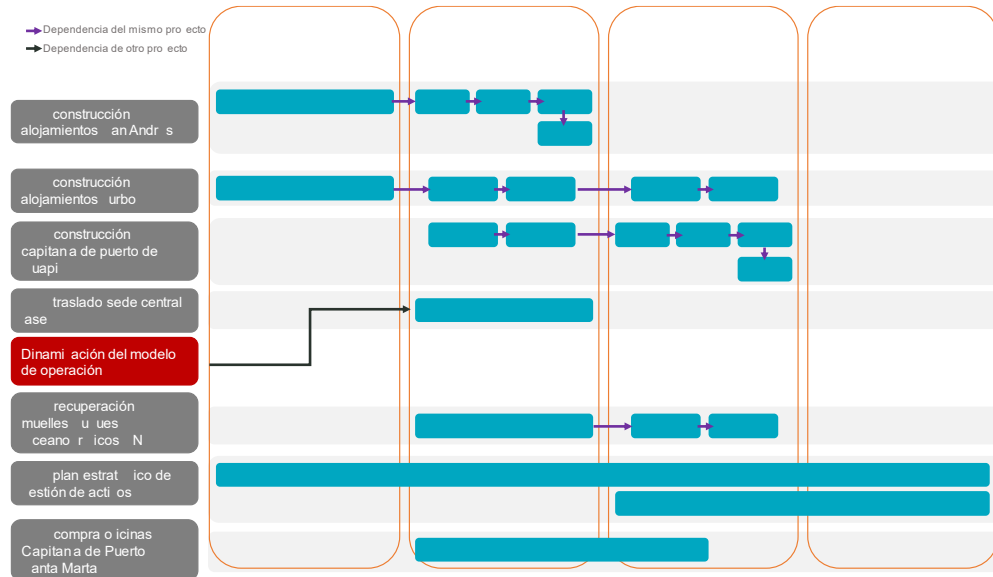 Dependencia del mismo pro ecto
Dependencia de otro pro ecto
construcción
alojamientos an Andr s
construcción
alojamientos urbo
construcción
capitan a de puerto de
uapi
traslado sede central
ase
Dinami ación del modelo
de operación
recuperación
muelles u ues
ceano r icos N
plan estrat ico de
estión de acti os
compra o icinas
Capitan a de Puerto
anta Marta